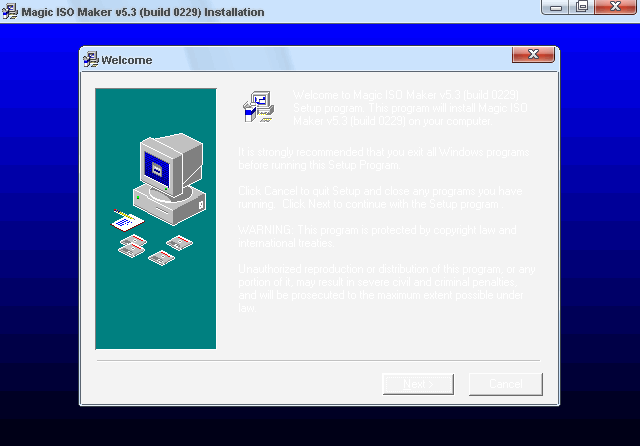 Magic ISO Maker v5.3 (build 0229) Installation
Welcome
Welcome to Magic ISO Maker v5.3 (build 0229)
Setup program. This program will install Magic ISO
Maker v5.3 (build 0229) on your computer.
It is strongly recommended that you exit all Windows programs
before running this Setup Program.
Click Cancel to quit Setup and close any programs you have
running. Click Next to continue with the Setup program.
WARNING: This program is protected by copyright law and
international treaties.
Unauthorized reproduction or distribution of this program, or any
portion of it, may result in severe civil and criminal penalties,
and will be prosecuted to the maximum extent possible under
law.
Next >
Cancel